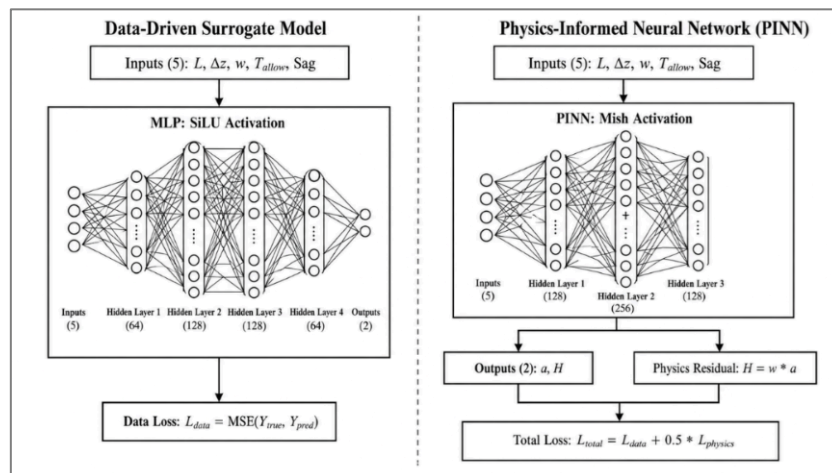 Data-Driven Surrogate Model
Inputs (5): L, Δz, w, T_allow, Sag
MLP: SiLU Activation
Inputs
(5)
Hidden Layer 1
(64)
Hidden Layer 2
(128)
Hidden Layer 3
(128)
Hidden Layer 4
(64)
Outputs
(2)
Data Loss: L_data = MSE(Y_true, Y_pred)
Physics-Informed Neural Network (PINN)
Inputs (5): L, Δz, w, T_allow, Sag
PINN: Mish Activation
Inputs
(5)
Hidden Layer 1
(128)
Hidden Layer 2
(256)
Hidden Layer 3
(128)
Outputs (2): a, H
Physics Residual: H = w * a
Total Loss: L_total = L_data + 0.5 * L_physics